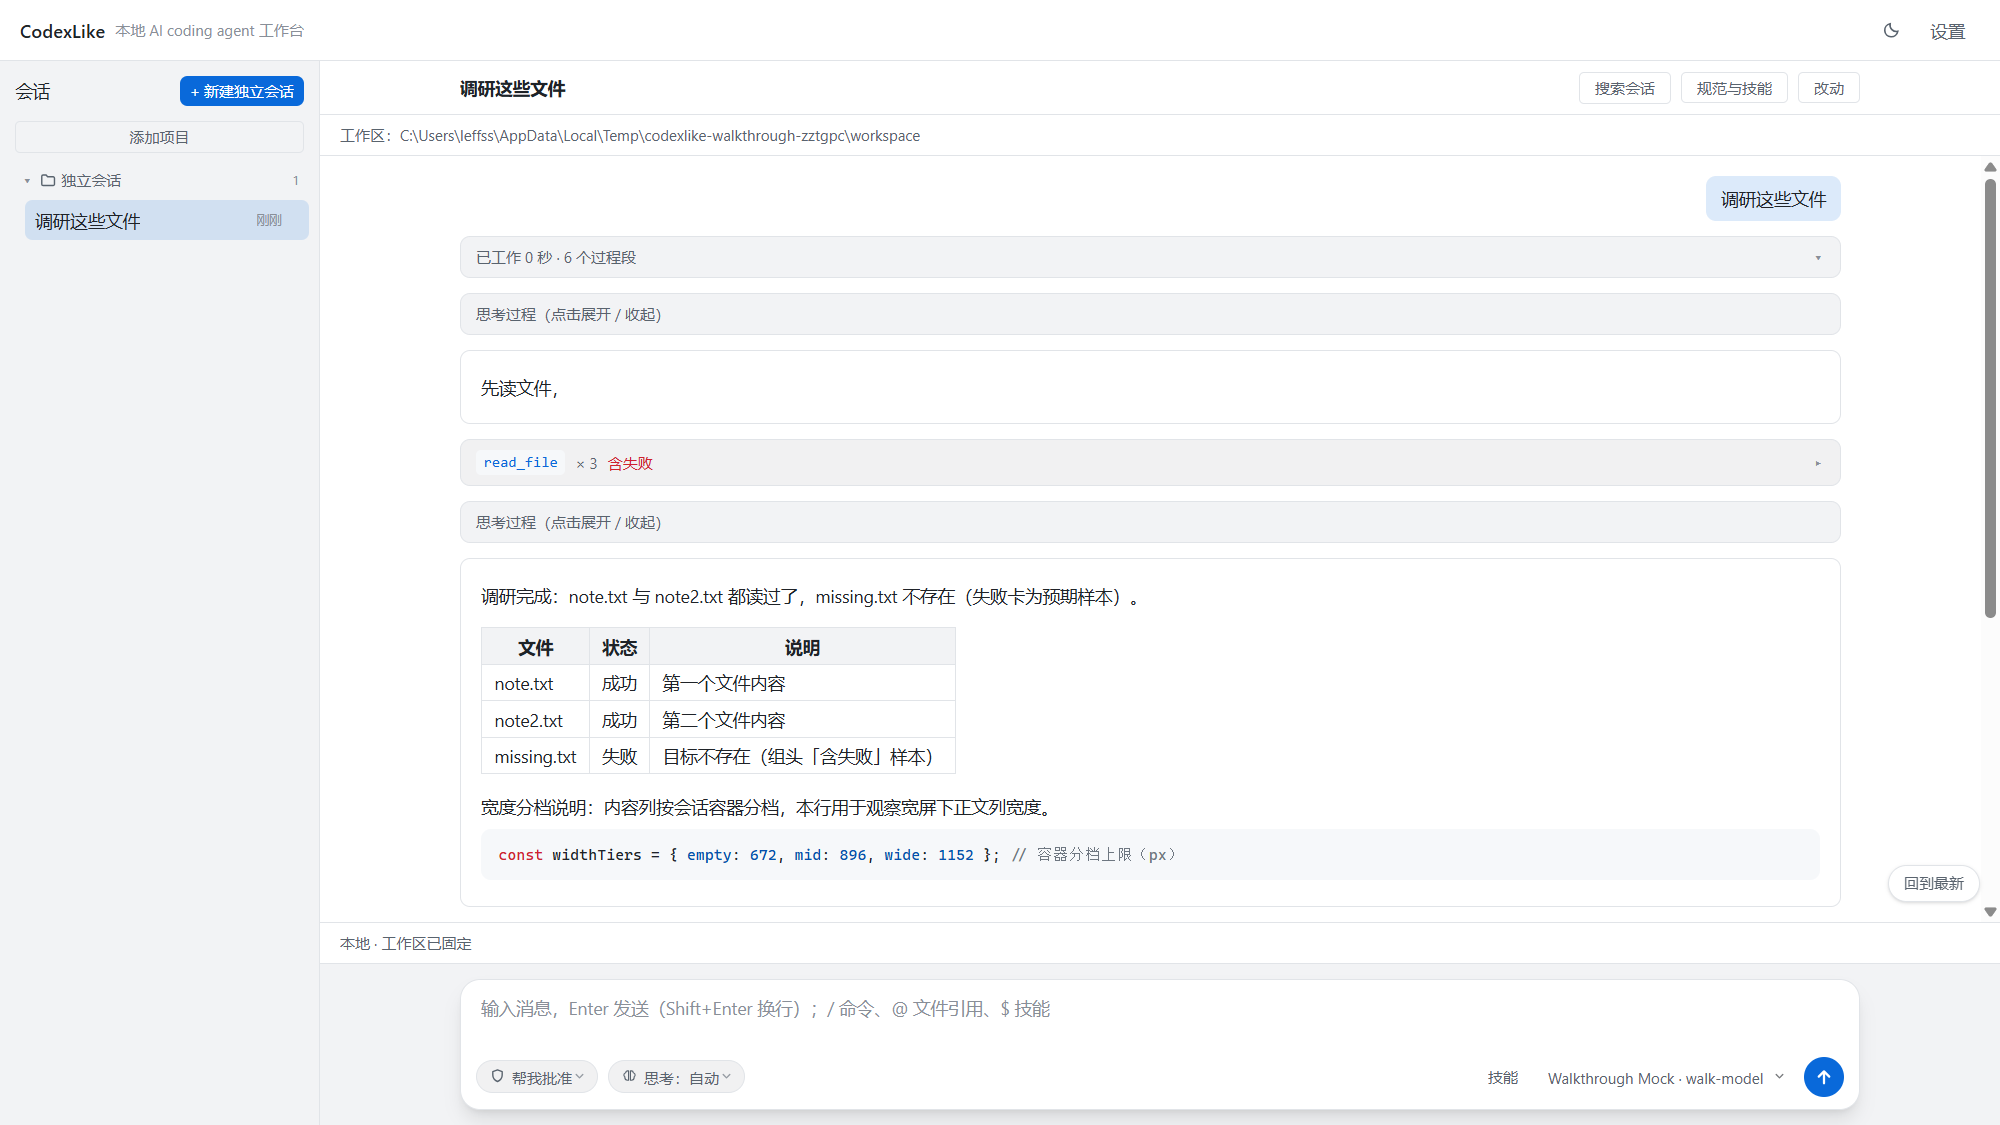 CodexLike 本地 AI coding agent 工作台
设置
会话
+ 新建独立会话
添加项目
独立会话 1
调研这些文件 刚刚
调研这些文件
搜索会话
规范与技能
改动
工作区：C:\Users\leffss\AppData\Local\Temp\codexlike-walkthrough-zztgpc\workspace
调研这些文件
已工作 0 秒 · 6 个过程段
思考过程（点击展开 / 收起）
先读文件，
read_file × 3 含失败
思考过程（点击展开 / 收起）
调研完成：note.txt 与 note2.txt 都读过了，missing.txt 不存在（失败卡为预期样本）。
文件 状态 说明
note.txt 成功 第一个文件内容
note2.txt 成功 第二个文件内容
missing.txt 失败 目标不存在（组头「含失败」样本）
宽度分档说明：内容列按会话容器分档，本行用于观察宽屏下正文列宽度。
const widthTiers = { empty: 672, mid: 896, wide: 1152 }; // 容器分档上限（px）
回到最新
本地 · 工作区已固定
输入消息，Enter 发送（Shift+Enter 换行）；/ 命令、@ 文件引用、$ 技能
帮我批准
思考：自动
技能
Walkthrough Mock · walk-model